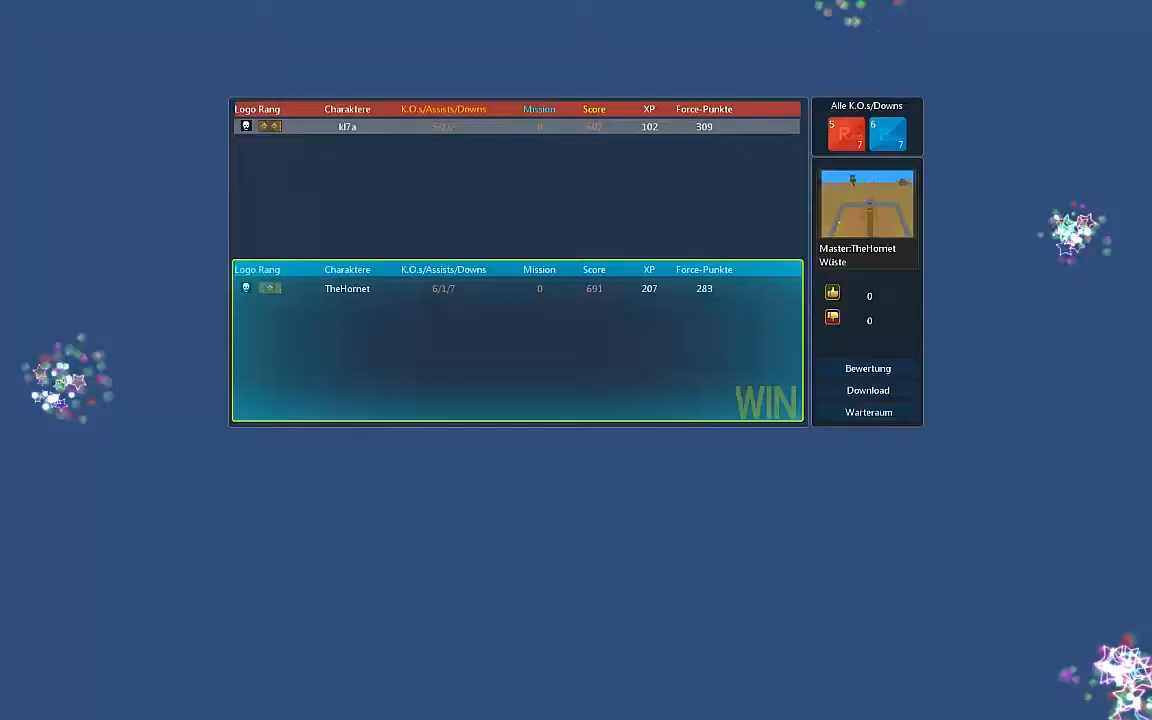 Logo Rang Charaktere K.O.s/Assists/Downs Mission Score XP Force-Punkte
kl7a 0 102 309
Logo Rang Charaktere K.O.s/Assists/Downs Mission Score XP Force-Punkte
TheHornet 6/1/7 0 691 207 283
WIN
Alle K.O.s/Downs
5 R 7 6 7
Master:TheHornet
Wüste
0
0
Bewertung
Download
Warteraum